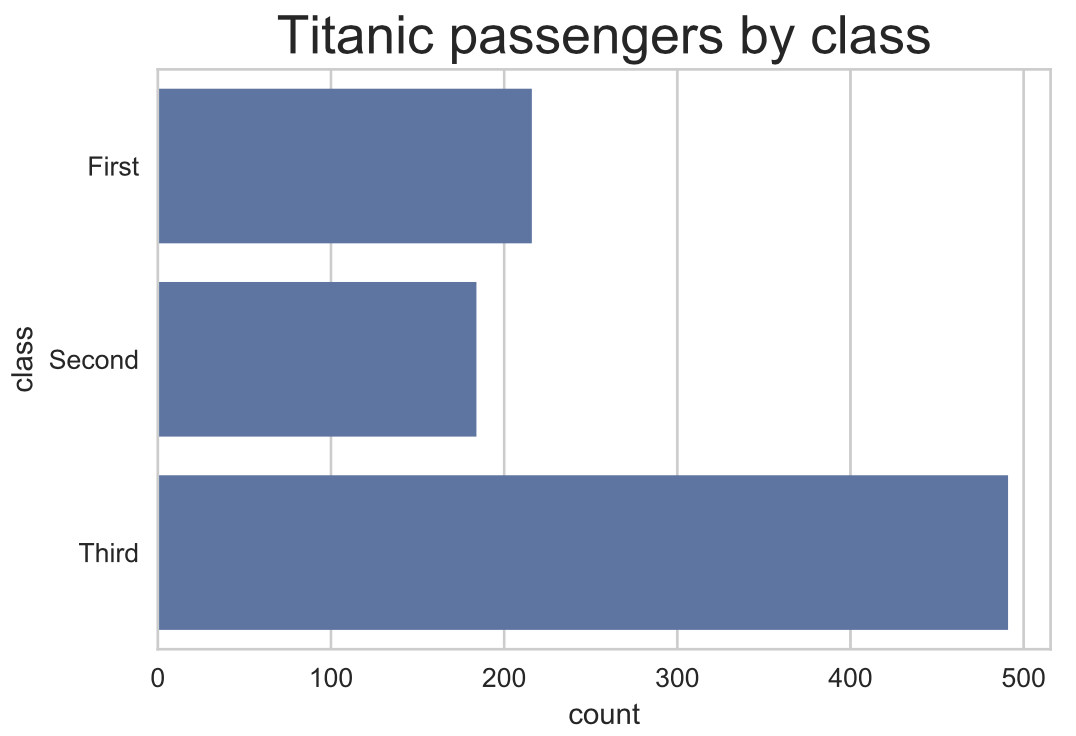 Titanic passengers by class
First
Second
Third
class
0 100 200 300 400 500
count